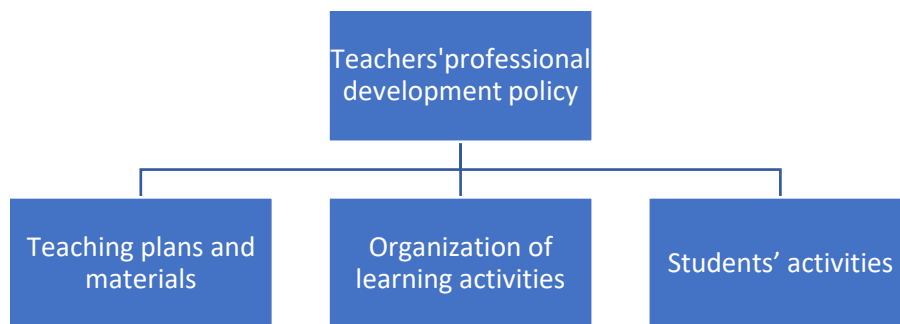 Teachers'professional
development policy
Teaching plans and
materials
Organization of
learning activities
Students’ activities